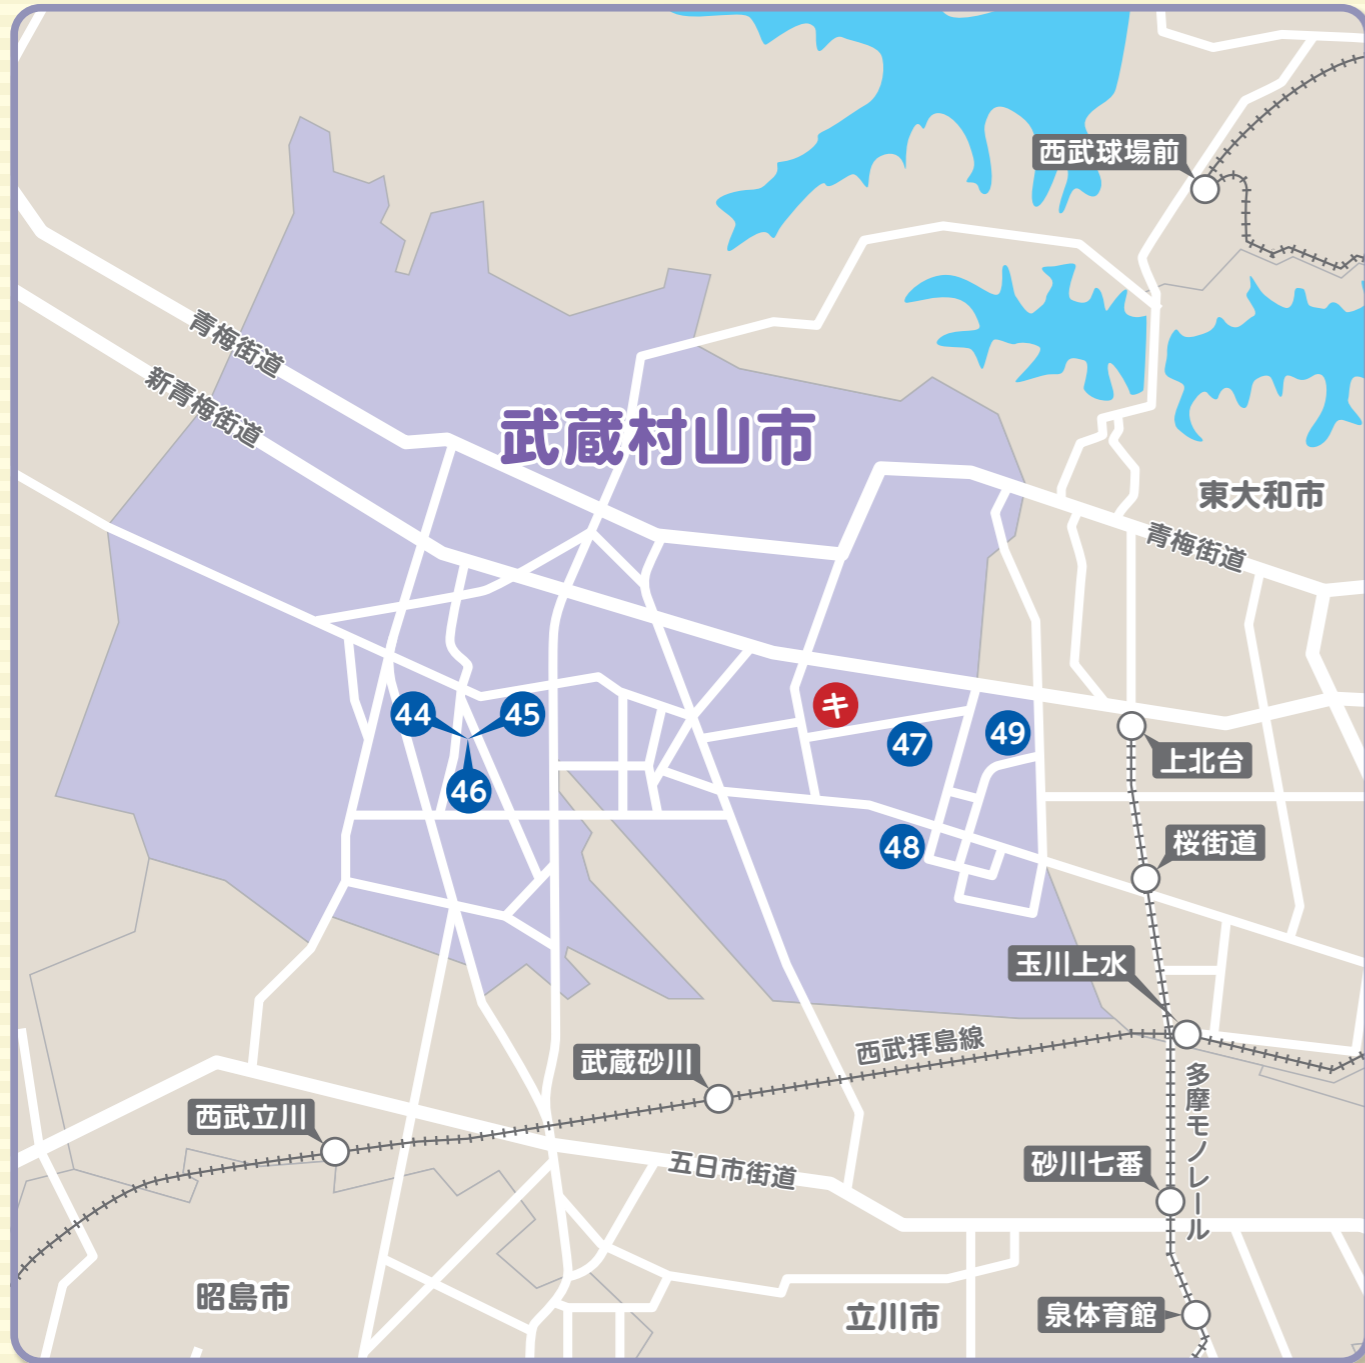 西武球場前
青梅街道
新青梅街道
武蔵村山市
東大和市
青梅街道
44
45
46
キ
47
49
48
上北台
桜街道
玉川上水
西武拝島線
武蔵砂川
西武立川
多摩モノレール
五日市街道
砂川七番
昭島市
立川市
泉体育館